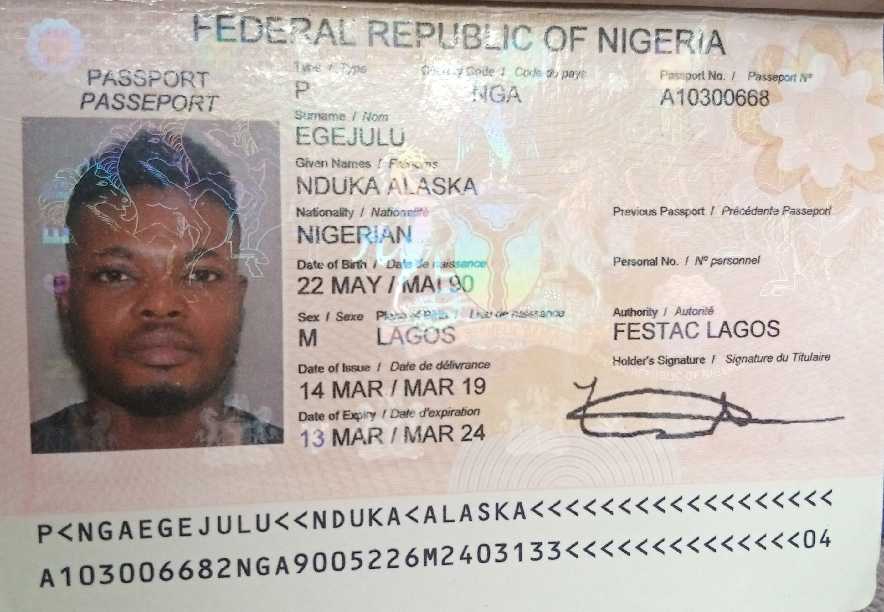 FEDERAL REPUBLIC OF NIGERIA
PASSPORT
PASSEPORT
Type / Type
Country Code / Code du pays
Passport No. / Passeport Nº
P
NGA
A10300668
Surname / Nom
EGEJULU
Given Names / Prénoms
NDUKA ALASKA
Nationality / Nationalité
Previous Passport / Précédente Passeport
NIGERIAN
Date of Birth / Date de naissance
Personal No. / Nº personnel
22 MAY / MAI 90
Sex / Sexe
Place of Birth / Lieu de naissance
Authority / Autorité
M
LAGOS
FESTAC LAGOS
Date of Issue / Date de délivrance
Holder's Signature / Signature du Titulaire
14 MAR / MAR 19
Date of Expiry / Date d'expiration
13 MAR / MAR 24
P<NGAEGEJULU<<NDUKA<ALASKA<<<<<<<<<<<<<<<<<<
A103006682NGA9005226M2403133<<<<<<<<<<<<<<04